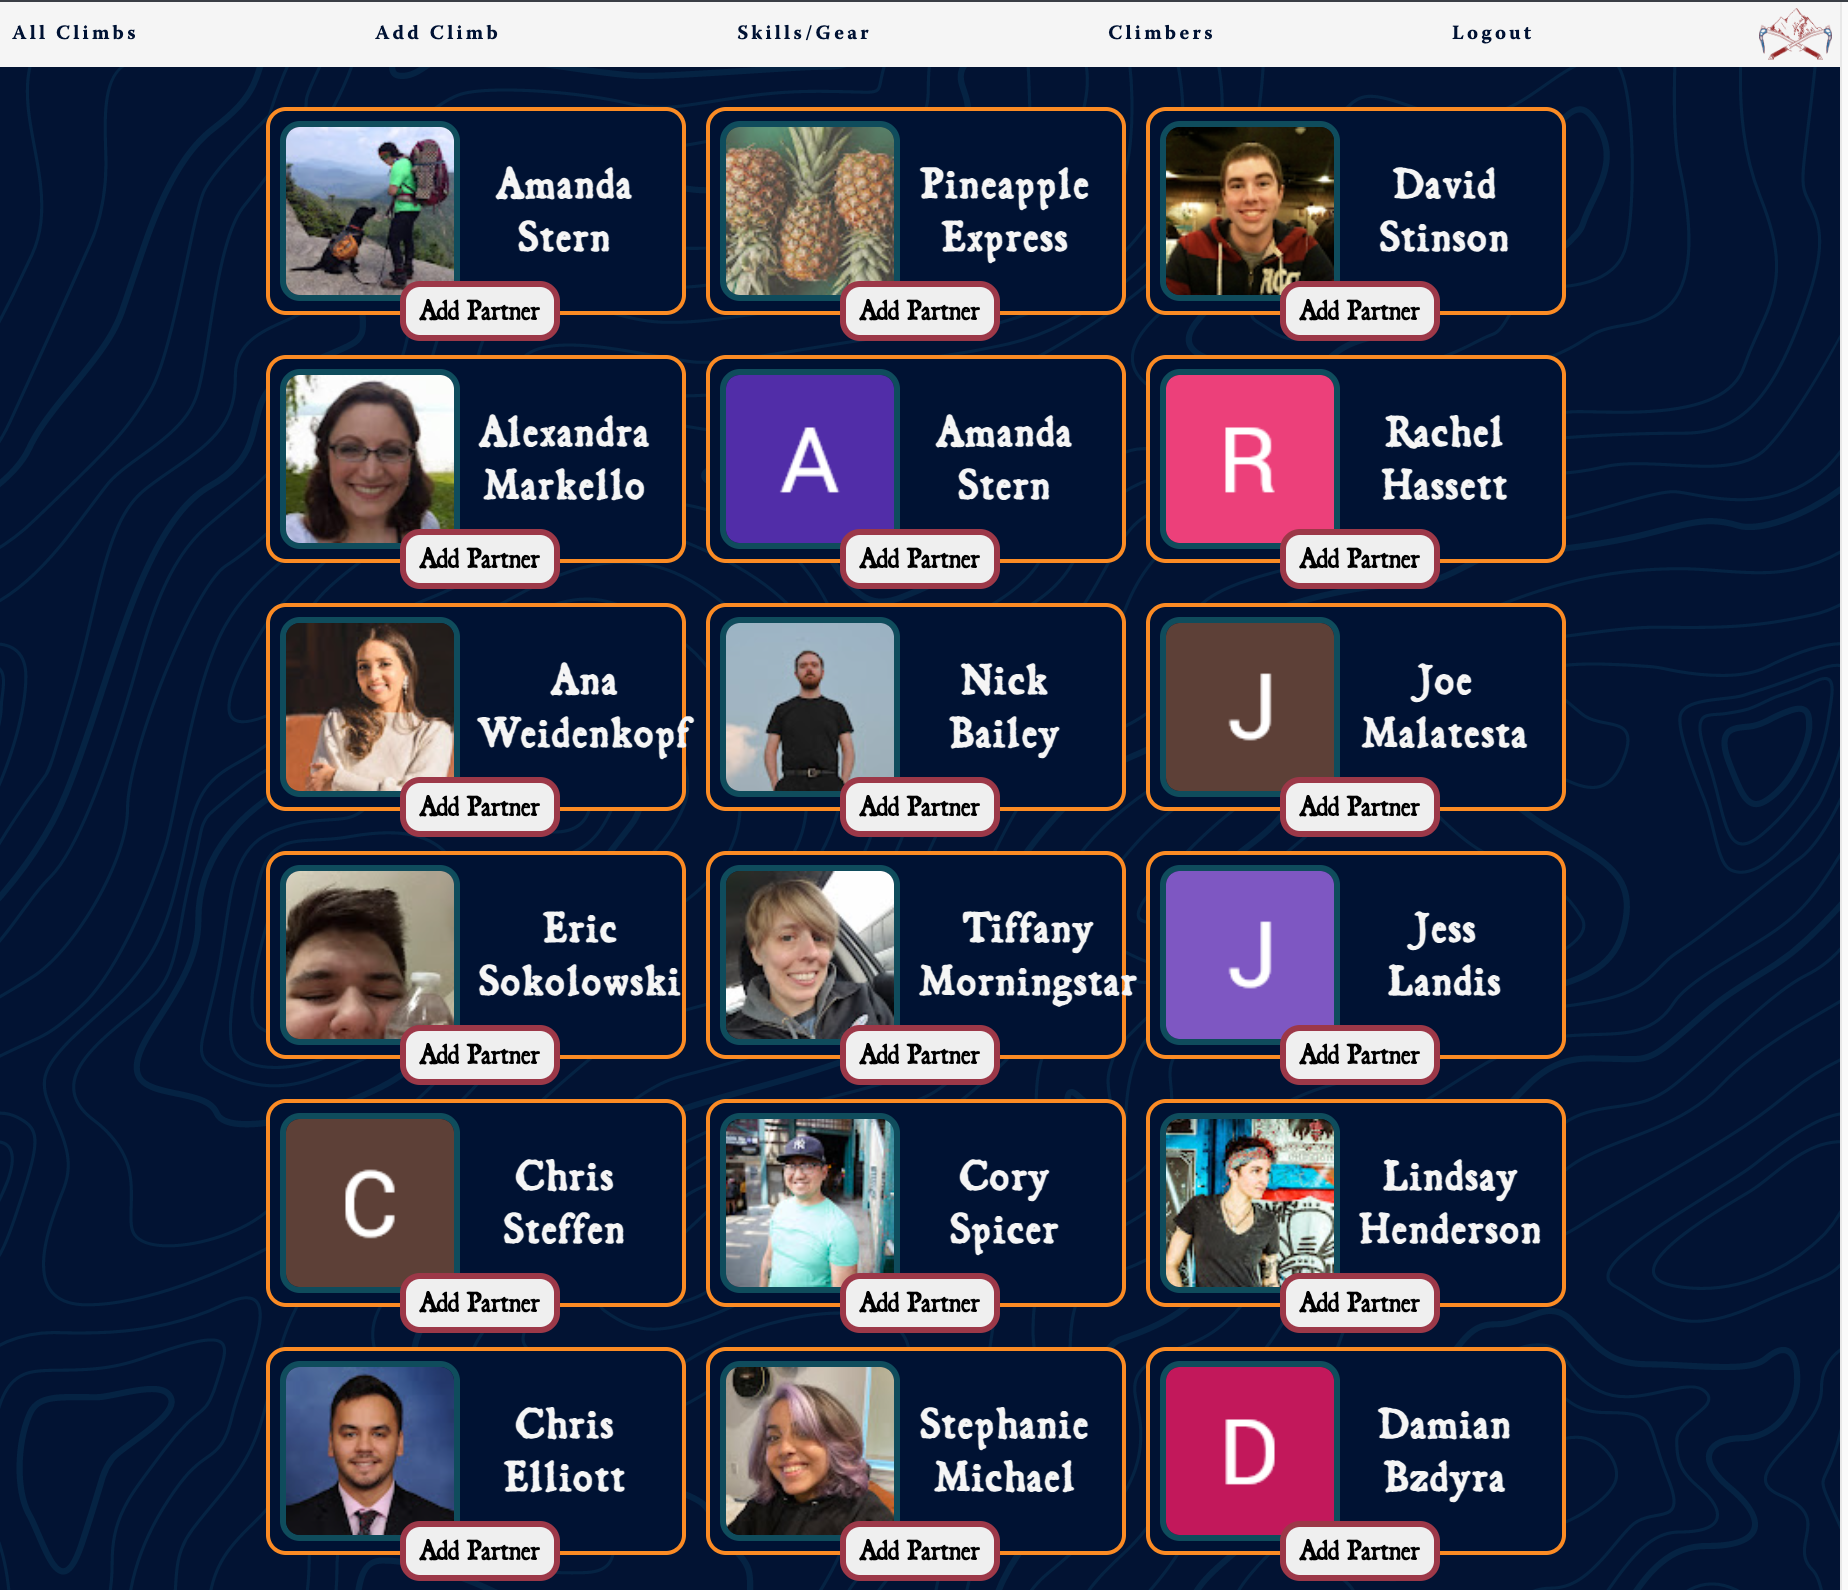 All Climbs
Add Climb
Skills/Gear
Climbers
Logout
Amanda
Stern
Add Partner
Pineapple
Express
Add Partner
David
Stinson
Add Partner
Alexandra
Markello
Add Partner
A
Amanda
Stern
Add Partner
R
Rachel
Hassett
Add Partner
Ana
Weidenkopf
Add Partner
Nick
Bailey
Add Partner
J
Joe
Malatesta
Add Partner
Eric
Sokolowski
Add Partner
Tiffany
Morningstar
Add Partner
J
Jess
Landis
Add Partner
C
Chris
Steffen
Add Partner
Cory
Spicer
Add Partner
Lindsay
Henderson
Add Partner
Chris
Elliott
Add Partner
Stephanie
Michael
Add Partner
D
Damian
Bzdyra
Add Partner